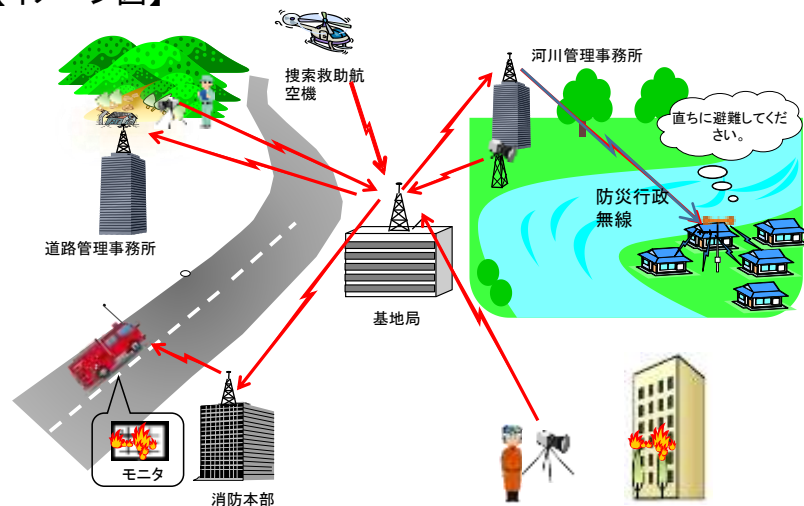 【イメージ図】
捜索救助航
空機
河川管理事務所
直ちに避難してくだ
さい。
防災行政
無線
道路管理事務所
基地局
モニタ
消防本部